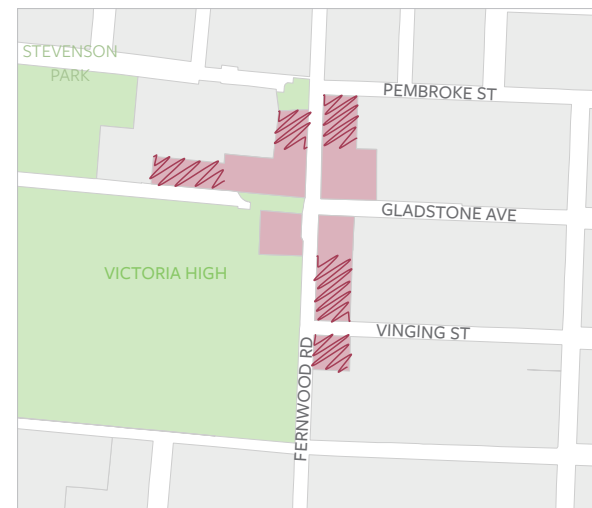 STEVENSON
PARK
PEMBROKE ST
GLADSTONE AVE
VICTORIA HIGH
VINGING ST
FERNWOOD RD